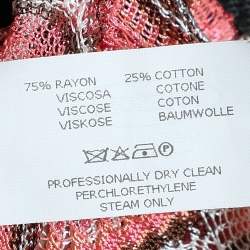 75% RAYON 25% COTTON
VISCOSA COTONE
VISCOSE COTON
VISKOSE BAUMWOLLE
PROFESSIONALLY DRY CLEAN
PERCHLORETHYLENE
STEAM ONLY